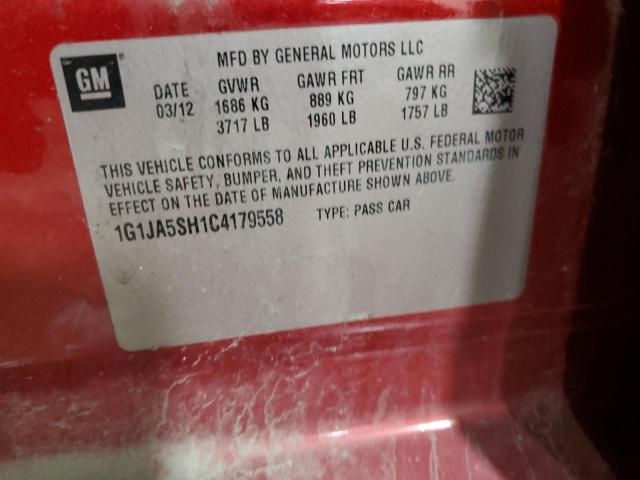 GM
MFD BY GENERAL MOTORS LLC
DATE GVWR GAWR FRT GAWR RR
03/12 1686 KG 889 KG 797 KG
3717 LB 1960 LB 1757 LB
THIS VEHICLE CONFORMS TO ALL APPLICABLE U.S. FEDERAL MOTOR
VEHICLE SAFETY, BUMPER, AND THEFT PREVENTION STANDARDS IN
EFFECT ON THE DATE OF MANUFACTURE SHOWN ABOVE.
1G1JA5SH1C4179558 TYPE: PASS CAR